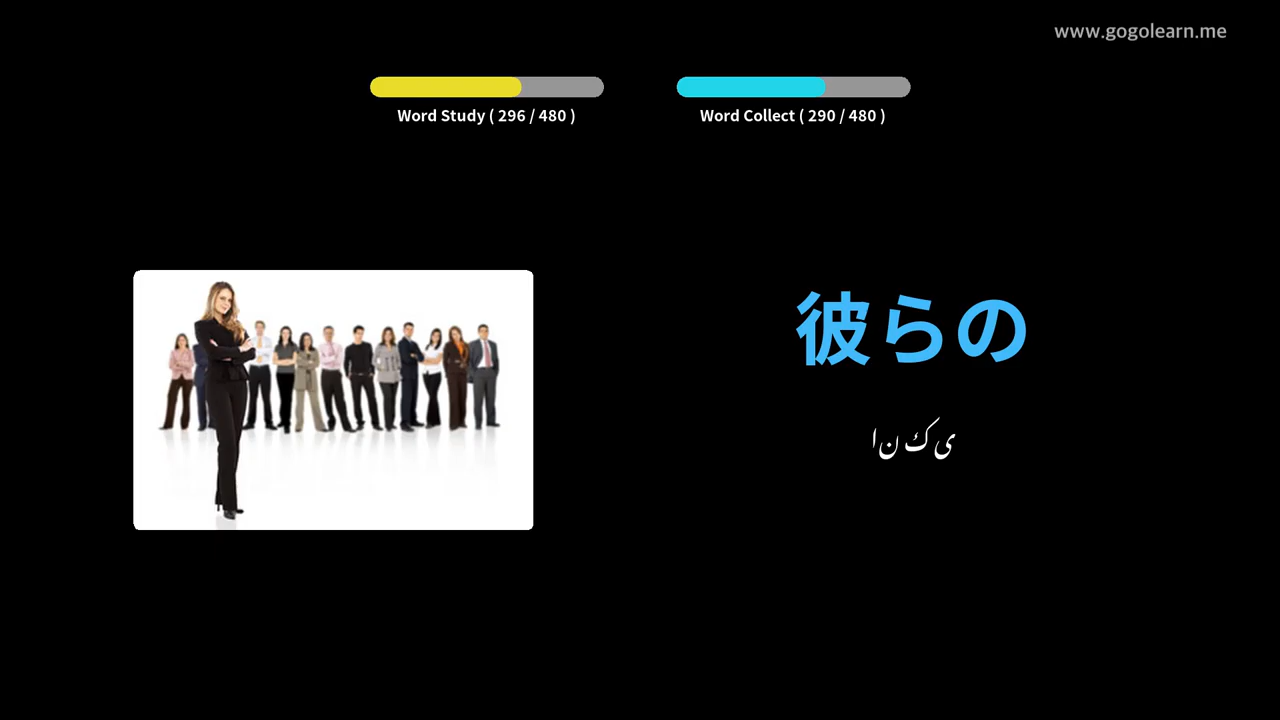 www.gogolearn.me
Word Study ( 296 / 480 )
Word Collect ( 290 / 480 )
彼らの
ان کی